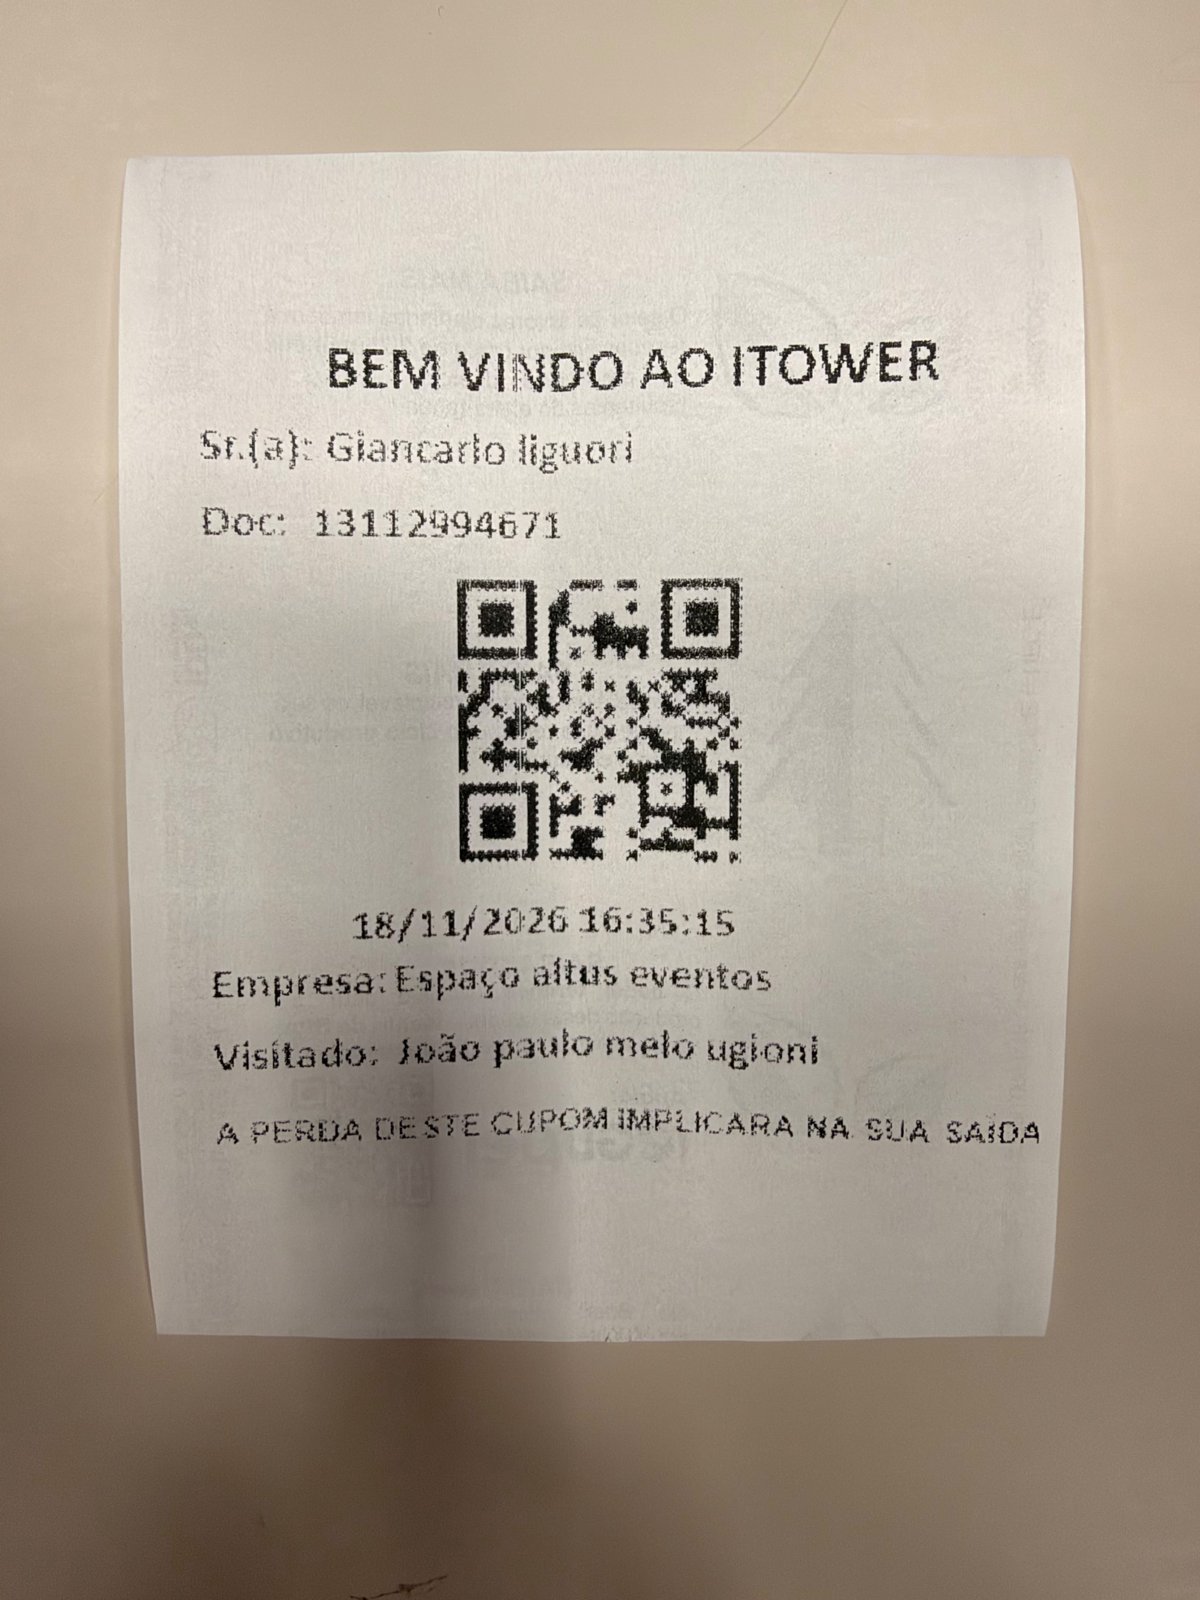 BEM VINDO AO ITOWER
Sr.(a): Giancarlo liguori
Doc: 13112994671
18/11/2026 16:35:15
Empresa: Espaço altus eventos
Visitado: João paulo melo ugioni
A PERDA DESTE CUPOM IMPLICARA NA SUA SAÍDA